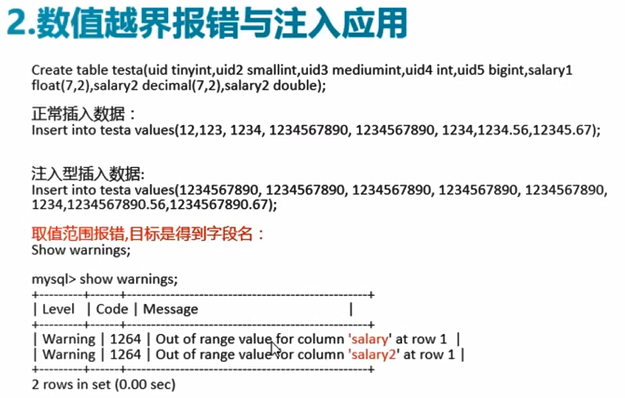 2.数值越界报错与注入应用
Create table testa(uid tinyint,uid2 smallint,uid3 mediumint,uid4 int,uid5 bigint,salary1
float(7,2),salary2 decimal(7,2),salary2 double);
正常插入数据：
Insert into testa values(12,123, 1234, 1234567890, 1234567890, 1234,1234.56,12345.67);
注入型插入数据:
Insert into testa values(1234567890, 1234567890, 1234567890, 1234567890, 1234567890,
1234,1234567890.56,1234567890.67);
取值范围报错,目标是得到字段名：
Show warnings;
mysql> show warnings;
+---------+------+--------------------------------------------------+
| Level | Code | Message |
+---------+------+--------------------------------------------------+
| Warning | 1264 | Out of range value for column 'salary' at row 1 |
| Warning | 1264 | Out of range value for column 'salary2' at row 1 |
+---------+------+--------------------------------------------------+
2 rows in set (0.00 sec)